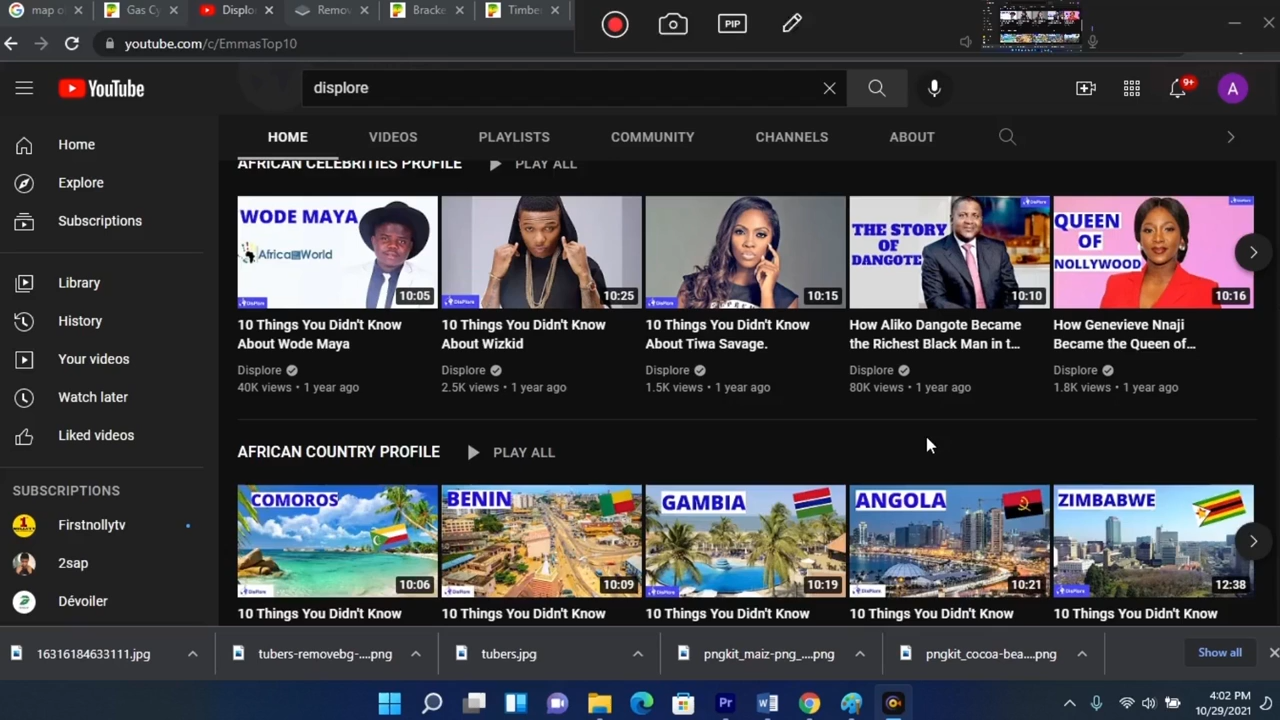 map o
Gas Cy
Displo
Remov
Bracke
Timbe
PIP
youtube.com/c/EmmasTop10
YouTube
displore
9+
A
Home
Explore
Subscriptions
Library
History
Your videos
Watch later
Liked videos
SUBSCRIPTIONS
Firstnollytv
2sap
Dévoiler
HOME
VIDEOS
PLAYLISTS
COMMUNITY
CHANNELS
ABOUT
AFRICAN CELEBRITIES PROFILE
PLAY ALL
WODE MAYA
Africa
World
10:05
10:25
10:15
THE STORY
OF
DANGOTE
10:10
QUEEN
OF
NOLLYWOOD
10:16
10 Things You Didn't Know
About Wode Maya
Displore
40K views • 1 year ago
10 Things You Didn't Know
About Wizkid
Displore
2.5K views • 1 year ago
10 Things You Didn't Know
About Tiwa Savage.
Displore
1.5K views • 1 year ago
How Aliko Dangote Became
the Richest Black Man in t...
Displore
80K views • 1 year ago
How Genevieve Nnaji
Became the Queen of...
Displore
1.8K views • 1 year ago
AFRICAN COUNTRY PROFILE
PLAY ALL
COMOROS
10:06
BENIN
10:09
GAMBIA
10:19
ANGOLA
10:21
ZIMBABWE
12:38
10 Things You Didn't Know
10 Things You Didn't Know
10 Things You Didn't Know
10 Things You Didn't Know
10 Things You Didn't Know
16316184633111.jpg
tubers-removebg-....png
tubers.jpg
pngkit_maiz-png_....png
pngkit_cocoa-bea....png
Show all
Pr
4:02 PM
10/29/2021